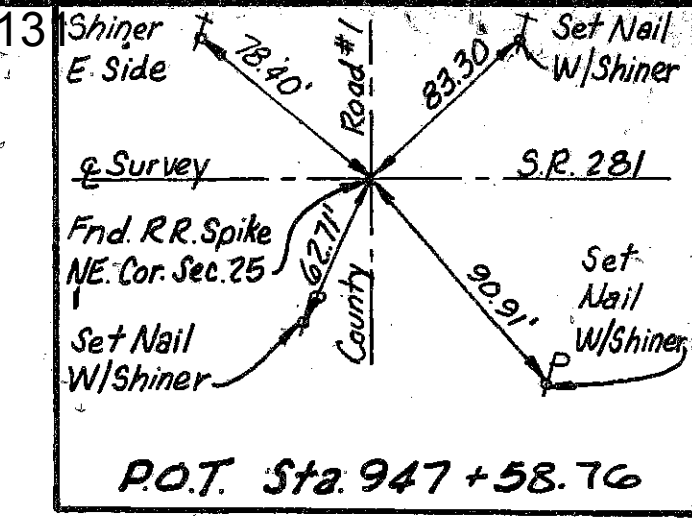 131
Shiner
E. Side
78.40'
Road #1
83.30
Set Nail
W/Shiner
℄ Survey
S.R. 281
Fnd. R.R. Spike
NE. Cor. Sec. 25
62.71'
County
90.91'
Set
Nail
W/Shiner
P
Set Nail
W/Shiner
P.O.T. Sta. 947 + 58.76